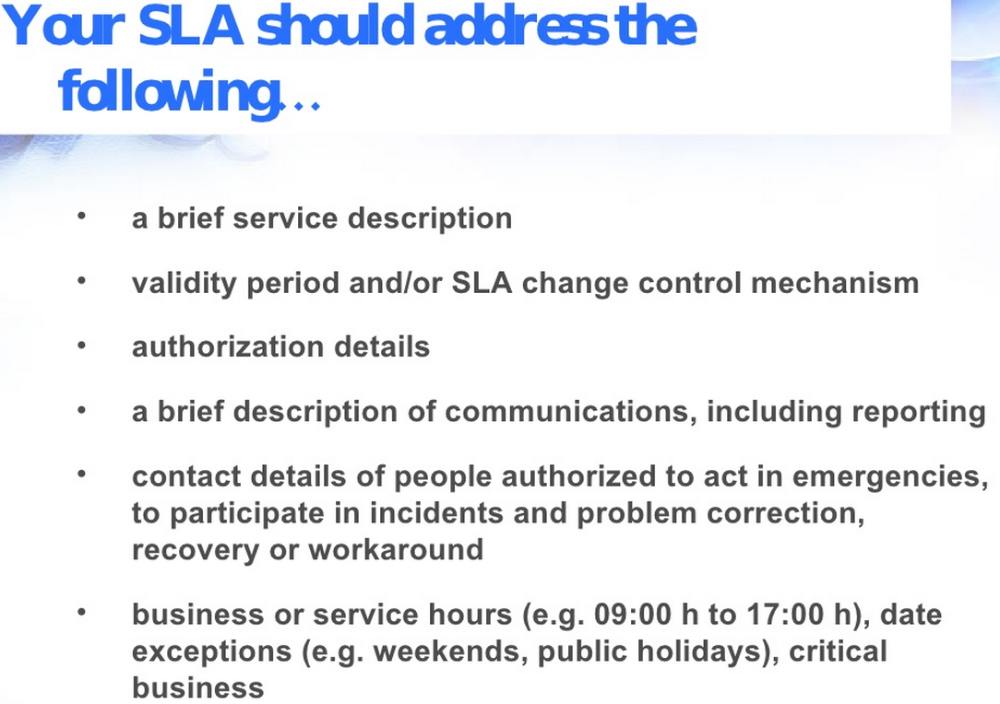 Your SLA should address the
following…
• a brief service description
• validity period and/or SLA change control mechanism
• authorization details
• a brief description of communications, including reporting
• contact details of people authorized to act in emergencies,
to participate in incidents and problem correction,
recovery or workaround
• business or service hours (e.g. 09:00 h to 17:00 h), date
exceptions (e.g. weekends, public holidays), critical
business